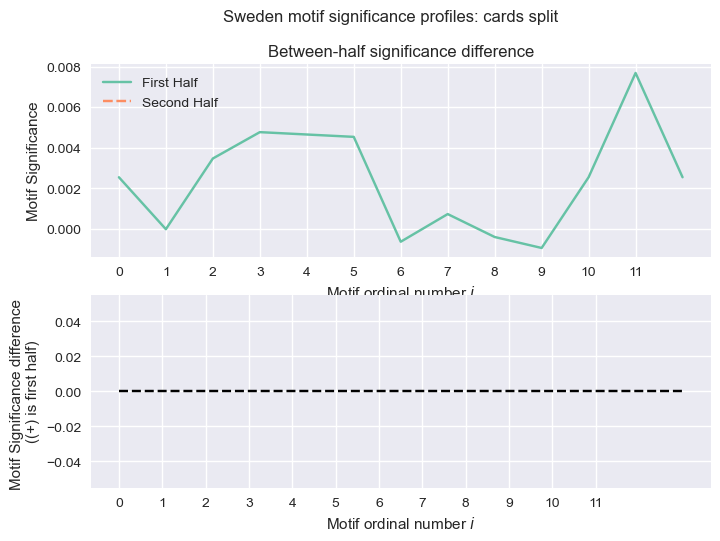 Sweden motif significance profiles: cards split
Between-half significance difference
First Half
Second Half
Motif Significance
0.008
0.006
0.004
0.002
0.000
0 1 2 3 4 5 6 7 8 9 10 11
Motif ordinal number i
Motif Significance difference
((+) is first half)
0.04
0.02
0.00
−0.02
−0.04
0 1 2 3 4 5 6 7 8 9 10 11
Motif ordinal number i